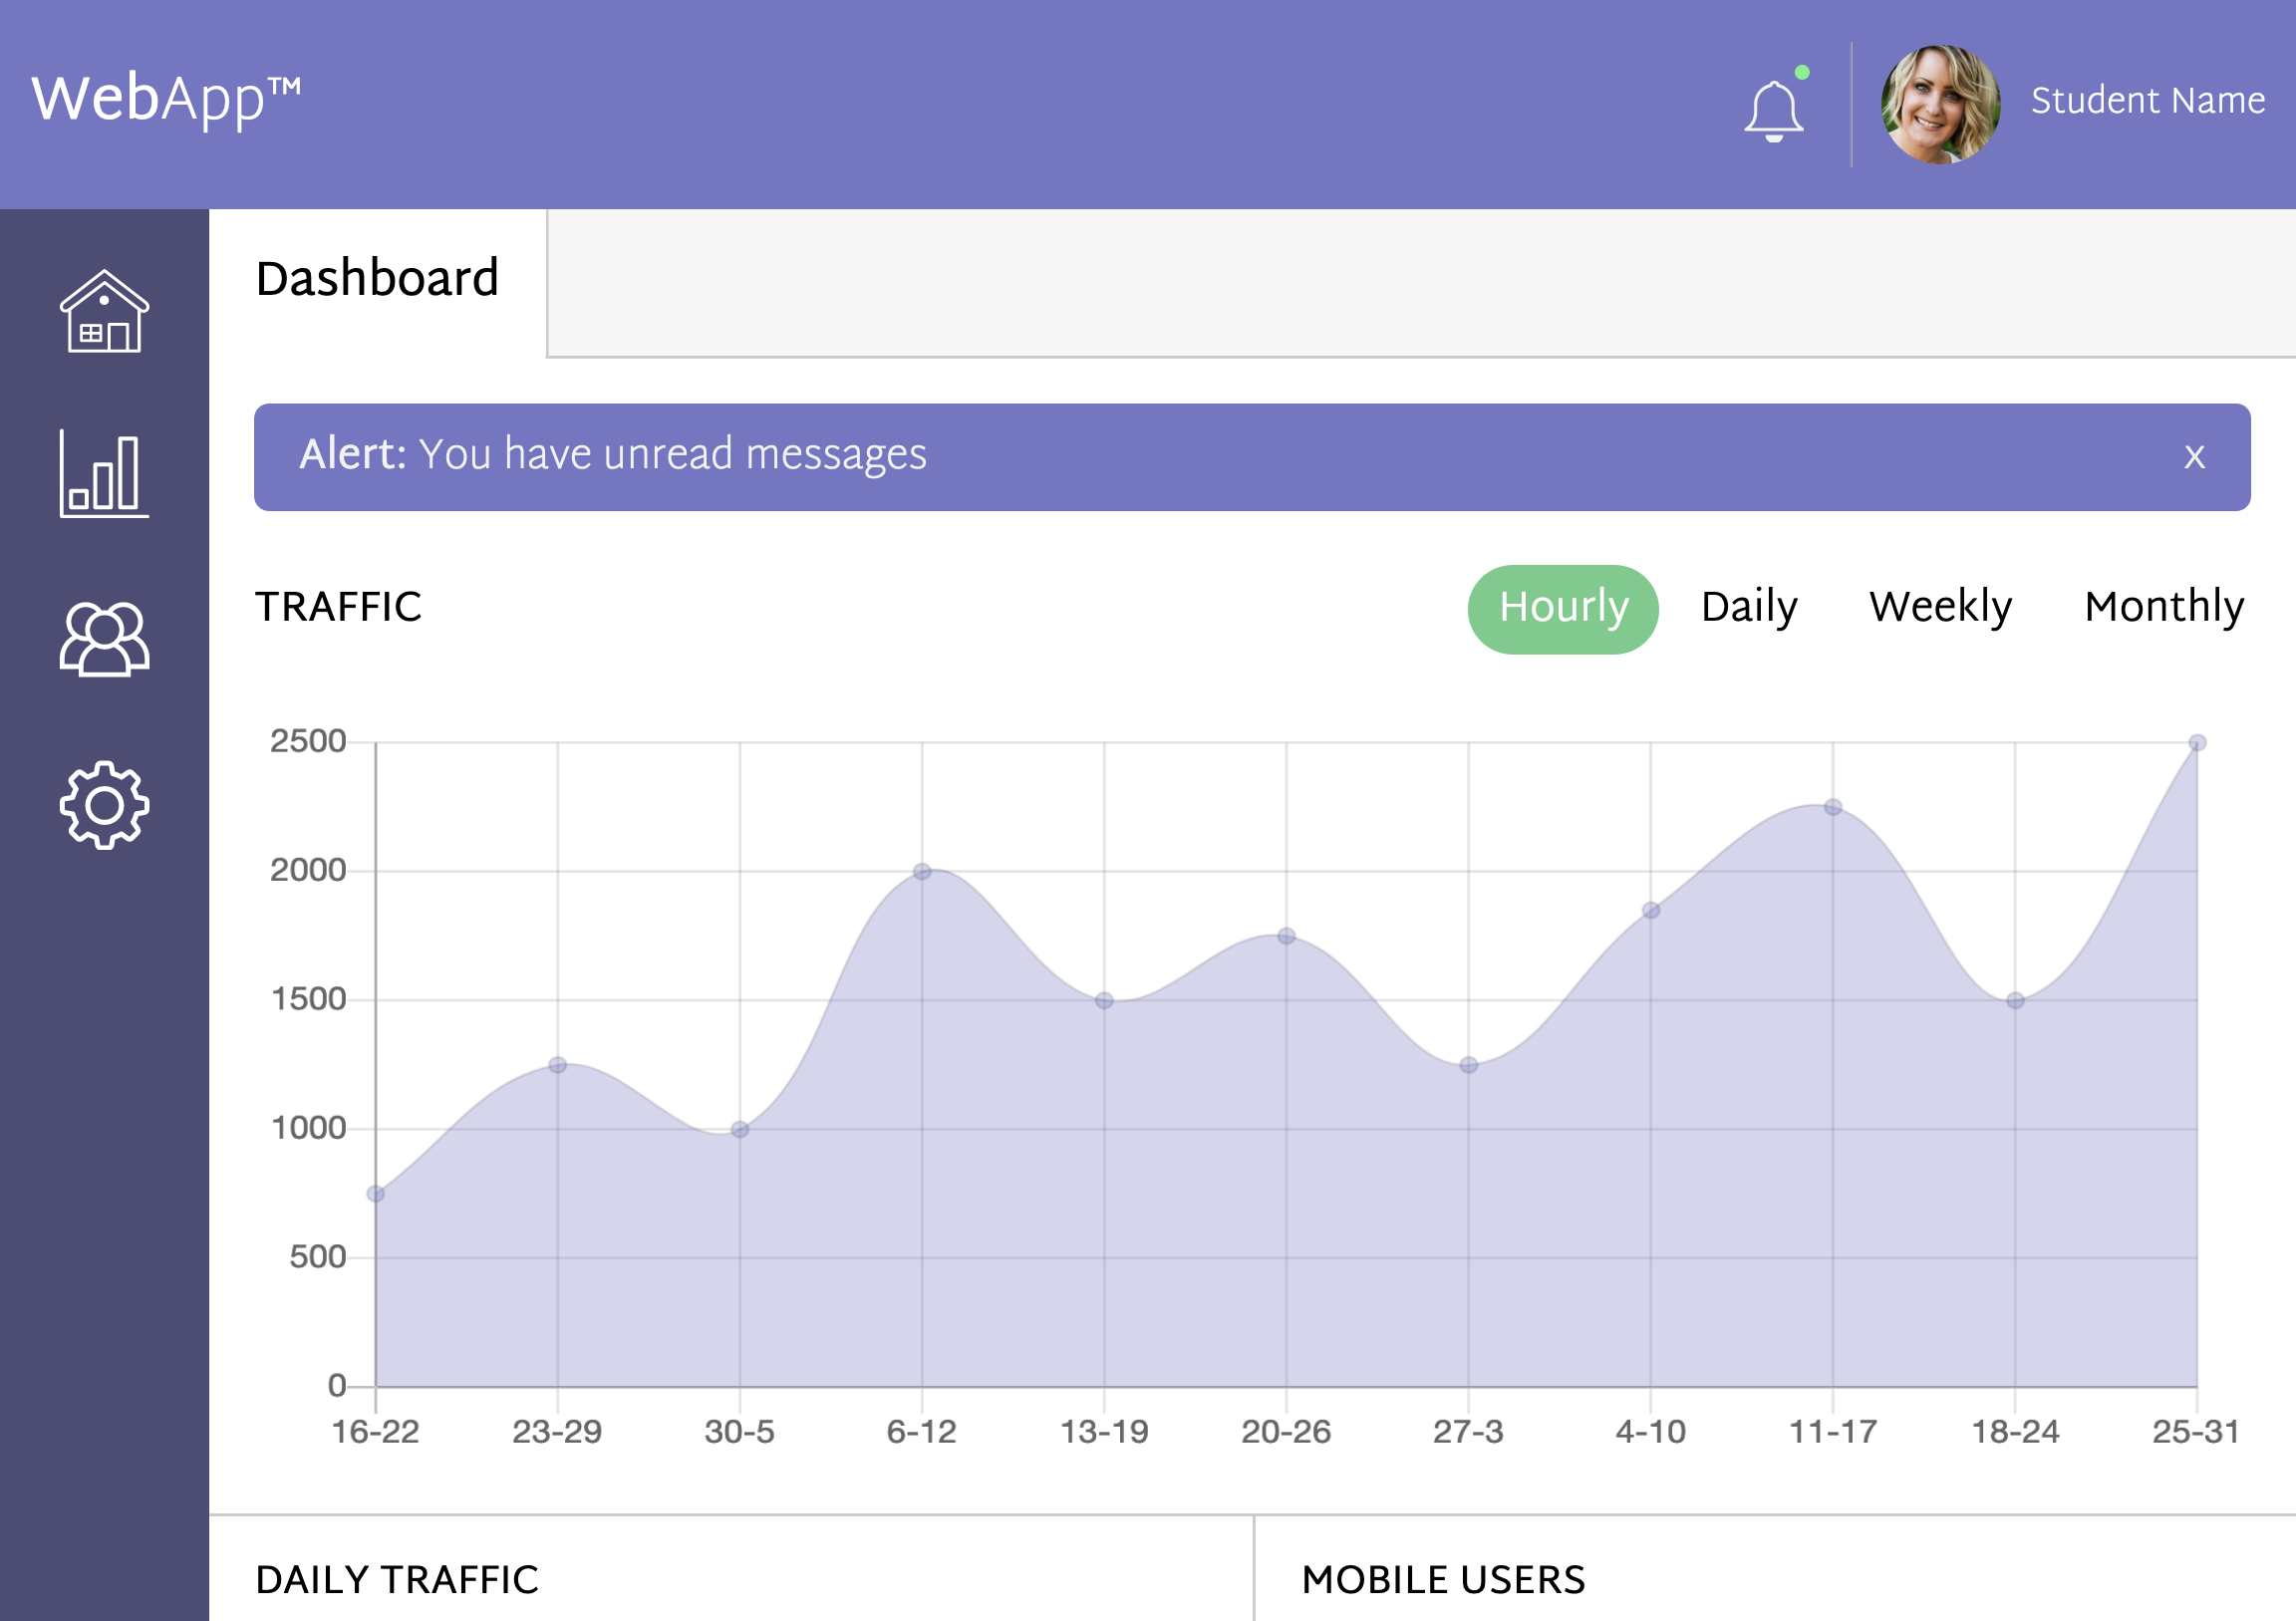 WebApp™
Student Name
Dashboard
Alert: You have unread messages x
TRAFFIC Hourly Daily Weekly Monthly
2500
2000
1500
1000
500
0
16-22 23-29 30-5 6-12 13-19 20-26 27-3 4-10 11-17 18-24 25-31
DAILY TRAFFIC
MOBILE USERS